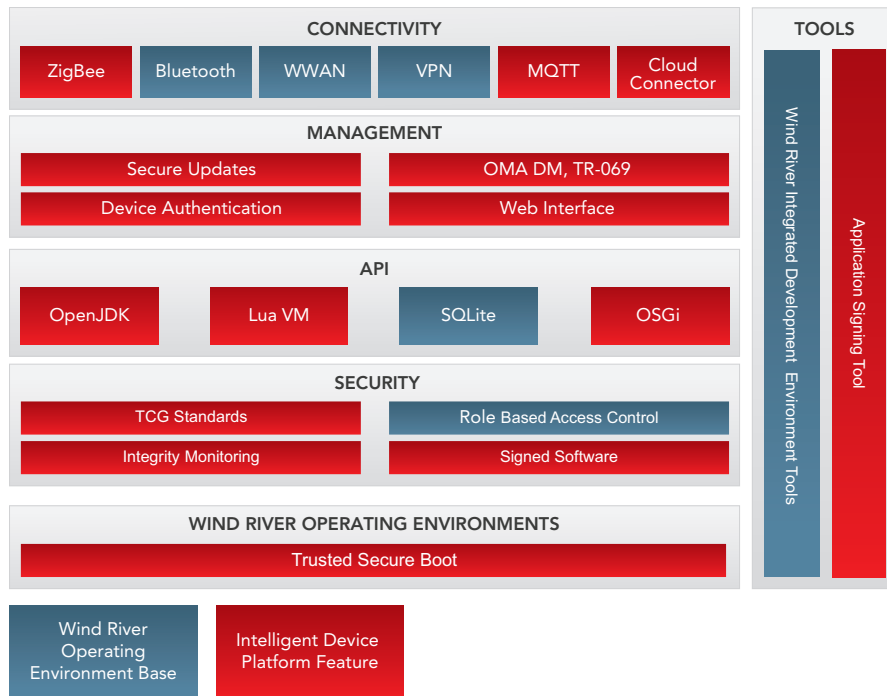 CONNECTIVITY
ZigBee
Bluetooth
WWAN
VPN
MQTT
Cloud
Connector
MANAGEMENT
Secure Updates
OMA DM, TR-069
Device Authentication
Web Interface
API
OpenJDK
Lua VM
SQLite
OSGi
SECURITY
TCG Standards
Role Based Access Control
Integrity Monitoring
Signed Software
WIND RIVER OPERATING ENVIRONMENTS
Trusted Secure Boot
TOOLS
Wind River Integrated Development Environment Tools
Application Signing Tool
Wind River
Operating
Environment Base
Intelligent Device
Platform Feature